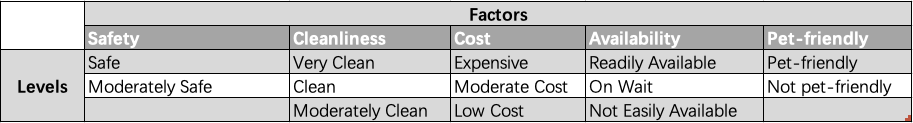 Factors
Safety Cleanliness Cost Availability Pet-friendly
Safe Very Clean Expensive Readily Available Pet-friendly
Levels Moderately Safe Clean Moderate Cost On Wait Not pet-friendly
Moderately Clean Low Cost Not Easily Available